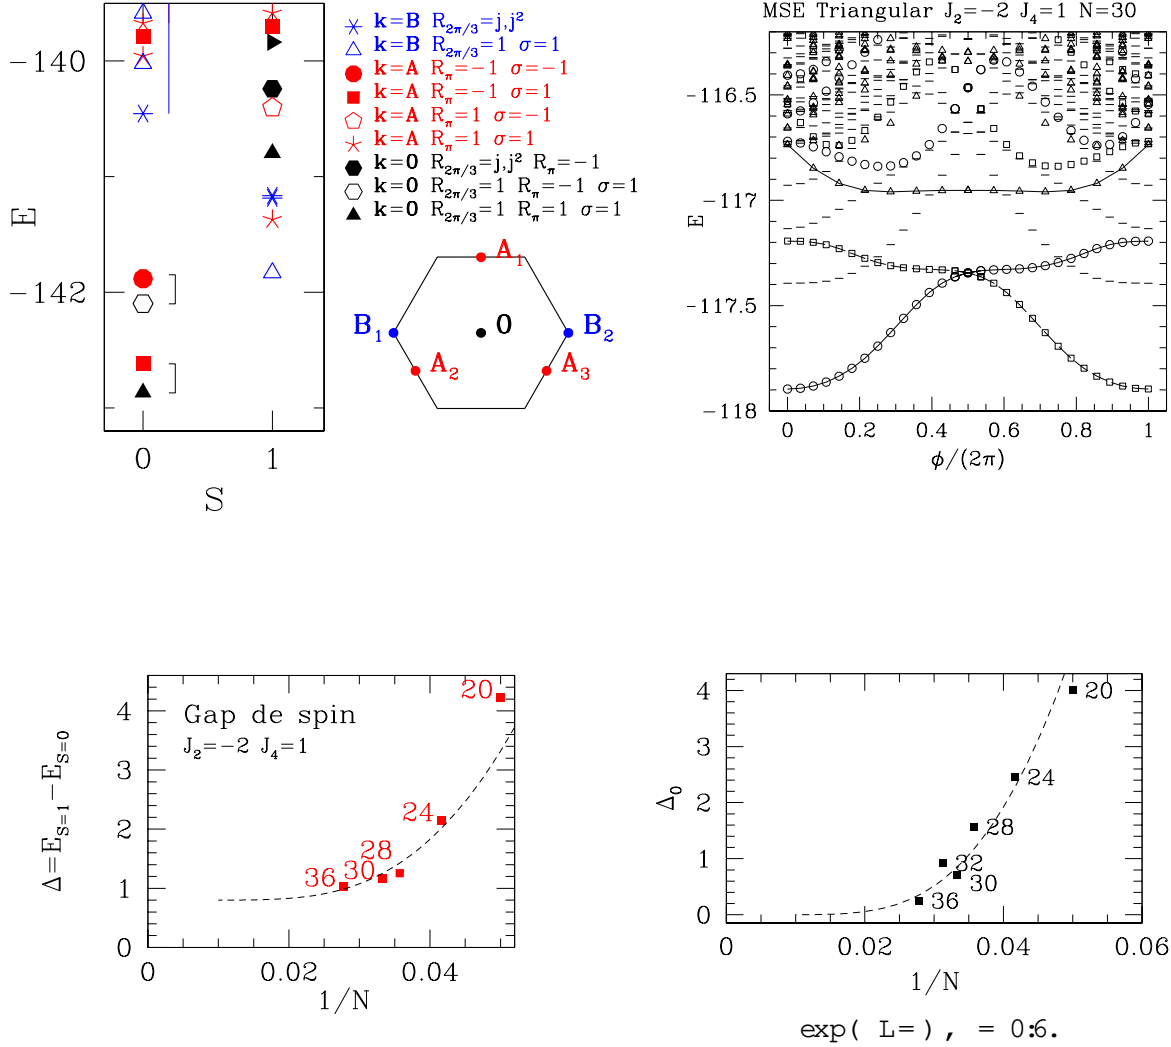 −140
−142
E
0
1
S
k=B R2π/3=j,j²
k=B R2π/3=1 σ=1
k=A Rπ=−1 σ=−1
k=A Rπ=−1 σ=1
k=A Rπ=1 σ=−1
k=A Rπ=1 σ=1
k=0 R2π/3=j,j² Rπ=−1
k=0 R2π/3=1 Rπ=−1 σ=1
k=0 R2π/3=1 Rπ=1 σ=1
A1
B1
0
B2
A2
A3
MSE Triangular J2=−2 J4=1 N=30
−116.5
−117
−117.5
−118
E
0
0.2
0.4
0.6
0.8
1
ϕ/(2π)
Gap de spin
J2=−2 J4=1
20
24
28
30
36
4
3
2
1
0
Δ=ES=1−ES=0
0
0.02
0.04
1/N
4
3
2
1
0
Δ0
20
24
28
32
30
36
0
0.02
0.04
0.06
1/N
exp( L= ) , = 0:6.